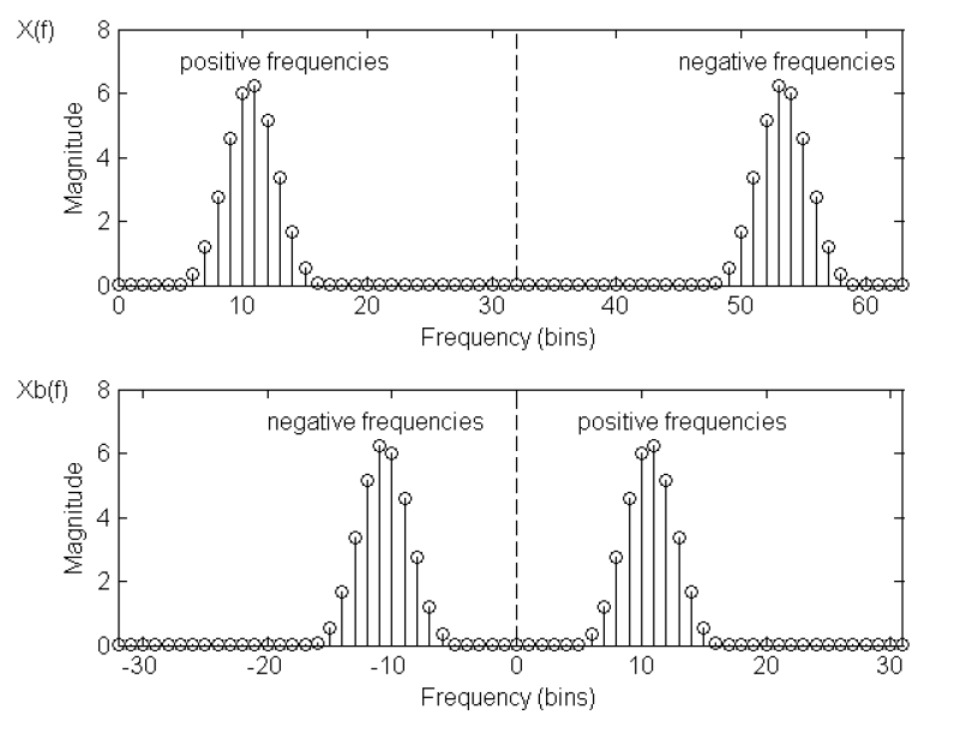 X(f)
8
positive frequencies
negative frequencies
6
Magnitude
4
2
0
0 10 20 30 40 50 60
Frequency (bins)
Xb(f)
8
negative frequencies
positive frequencies
6
Magnitude
4
2
0
-30 -20 -10 0 10 20 30
Frequency (bins)